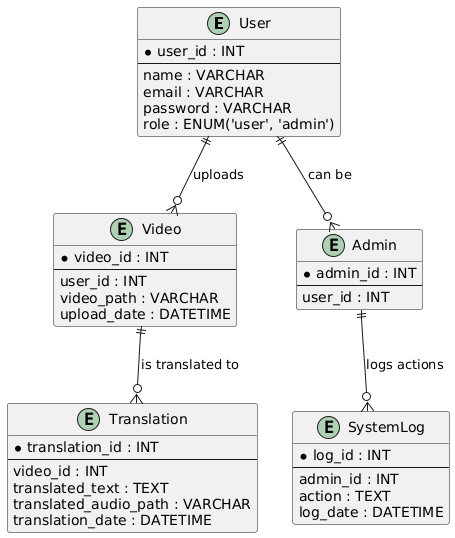 E User
* user_id : INT
name : VARCHAR
email : VARCHAR
password : VARCHAR
role : ENUM('user', 'admin')
uploads
can be
E Video
* video_id : INT
user_id : INT
video_path : VARCHAR
upload_date : DATETIME
E Admin
* admin_id : INT
user_id : INT
is translated to
logs actions
E Translation
* translation_id : INT
video_id : INT
translated_text : TEXT
translated_audio_path : VARCHAR
translation_date : DATETIME
E SystemLog
* log_id : INT
admin_id : INT
action : TEXT
log_date : DATETIME